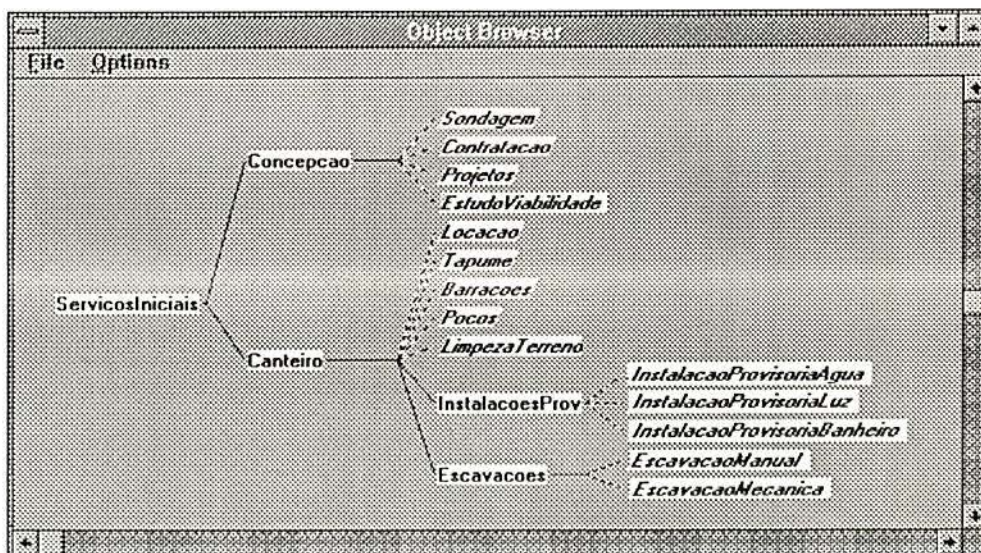 Object Browser
File Options
Sondagem
Contratacao
Concepcao
Projetos
EstudoViabilidade
Locacao
Tapume
Barracoes
ServicosIniciais
Pocos
LimpezaTerreno
Canteiro
InstalacaoProvisoriaAgua
InstalacoesProv
InstalacaoProvisoriaLuz
InstalacaoProvisoriaBanheiro
EscavacaoManual
Escavacoes
EscavacaoMecanica